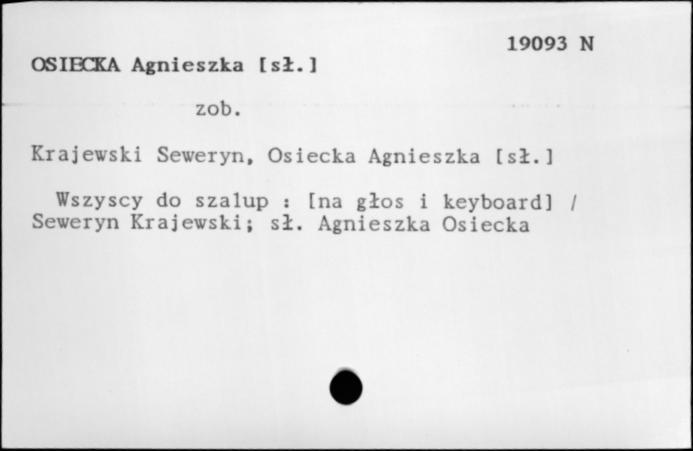 19093 N
OSIECKA Agnieszka [sł.]
zob.
Krajewski Seweryn, Osiecka Agnieszka [sł.]
Wszyscy do szalup : [na głos i keyboard] /
Seweryn Krajewski; sł. Agnieszka Osiecka